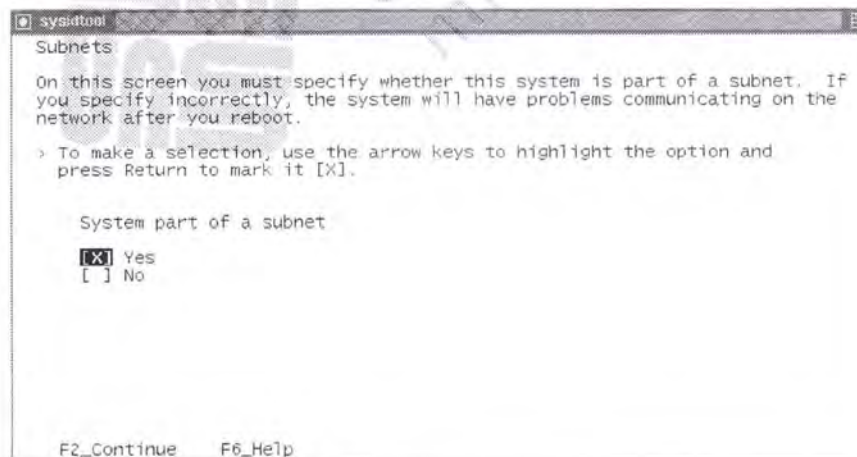 sysidtool
Subnets
On this screen you must specify whether this system is part of a subnet. If
you specify incorrectly, the system will have problems communicating on the
network after you reboot.
> To make a selection, use the arrow keys to highlight the option and
press Return to mark it [X].
System part of a subnet
[X] Yes
[ ] No
F2_Continue F6_Help